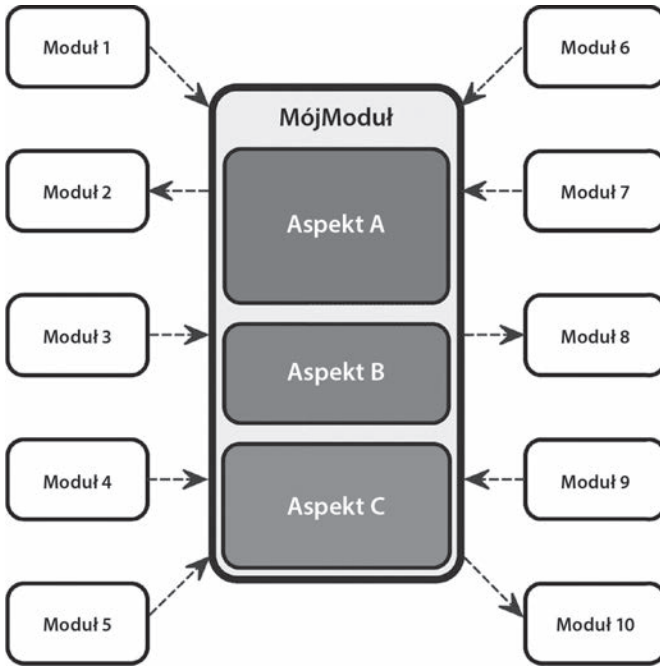 Moduł 1
Moduł 6
MójModuł
Moduł 2
Aspekt A
Moduł 7
Moduł 3
Moduł 8
Aspekt B
Moduł 4
Moduł 9
Aspekt C
Moduł 5
Moduł 10